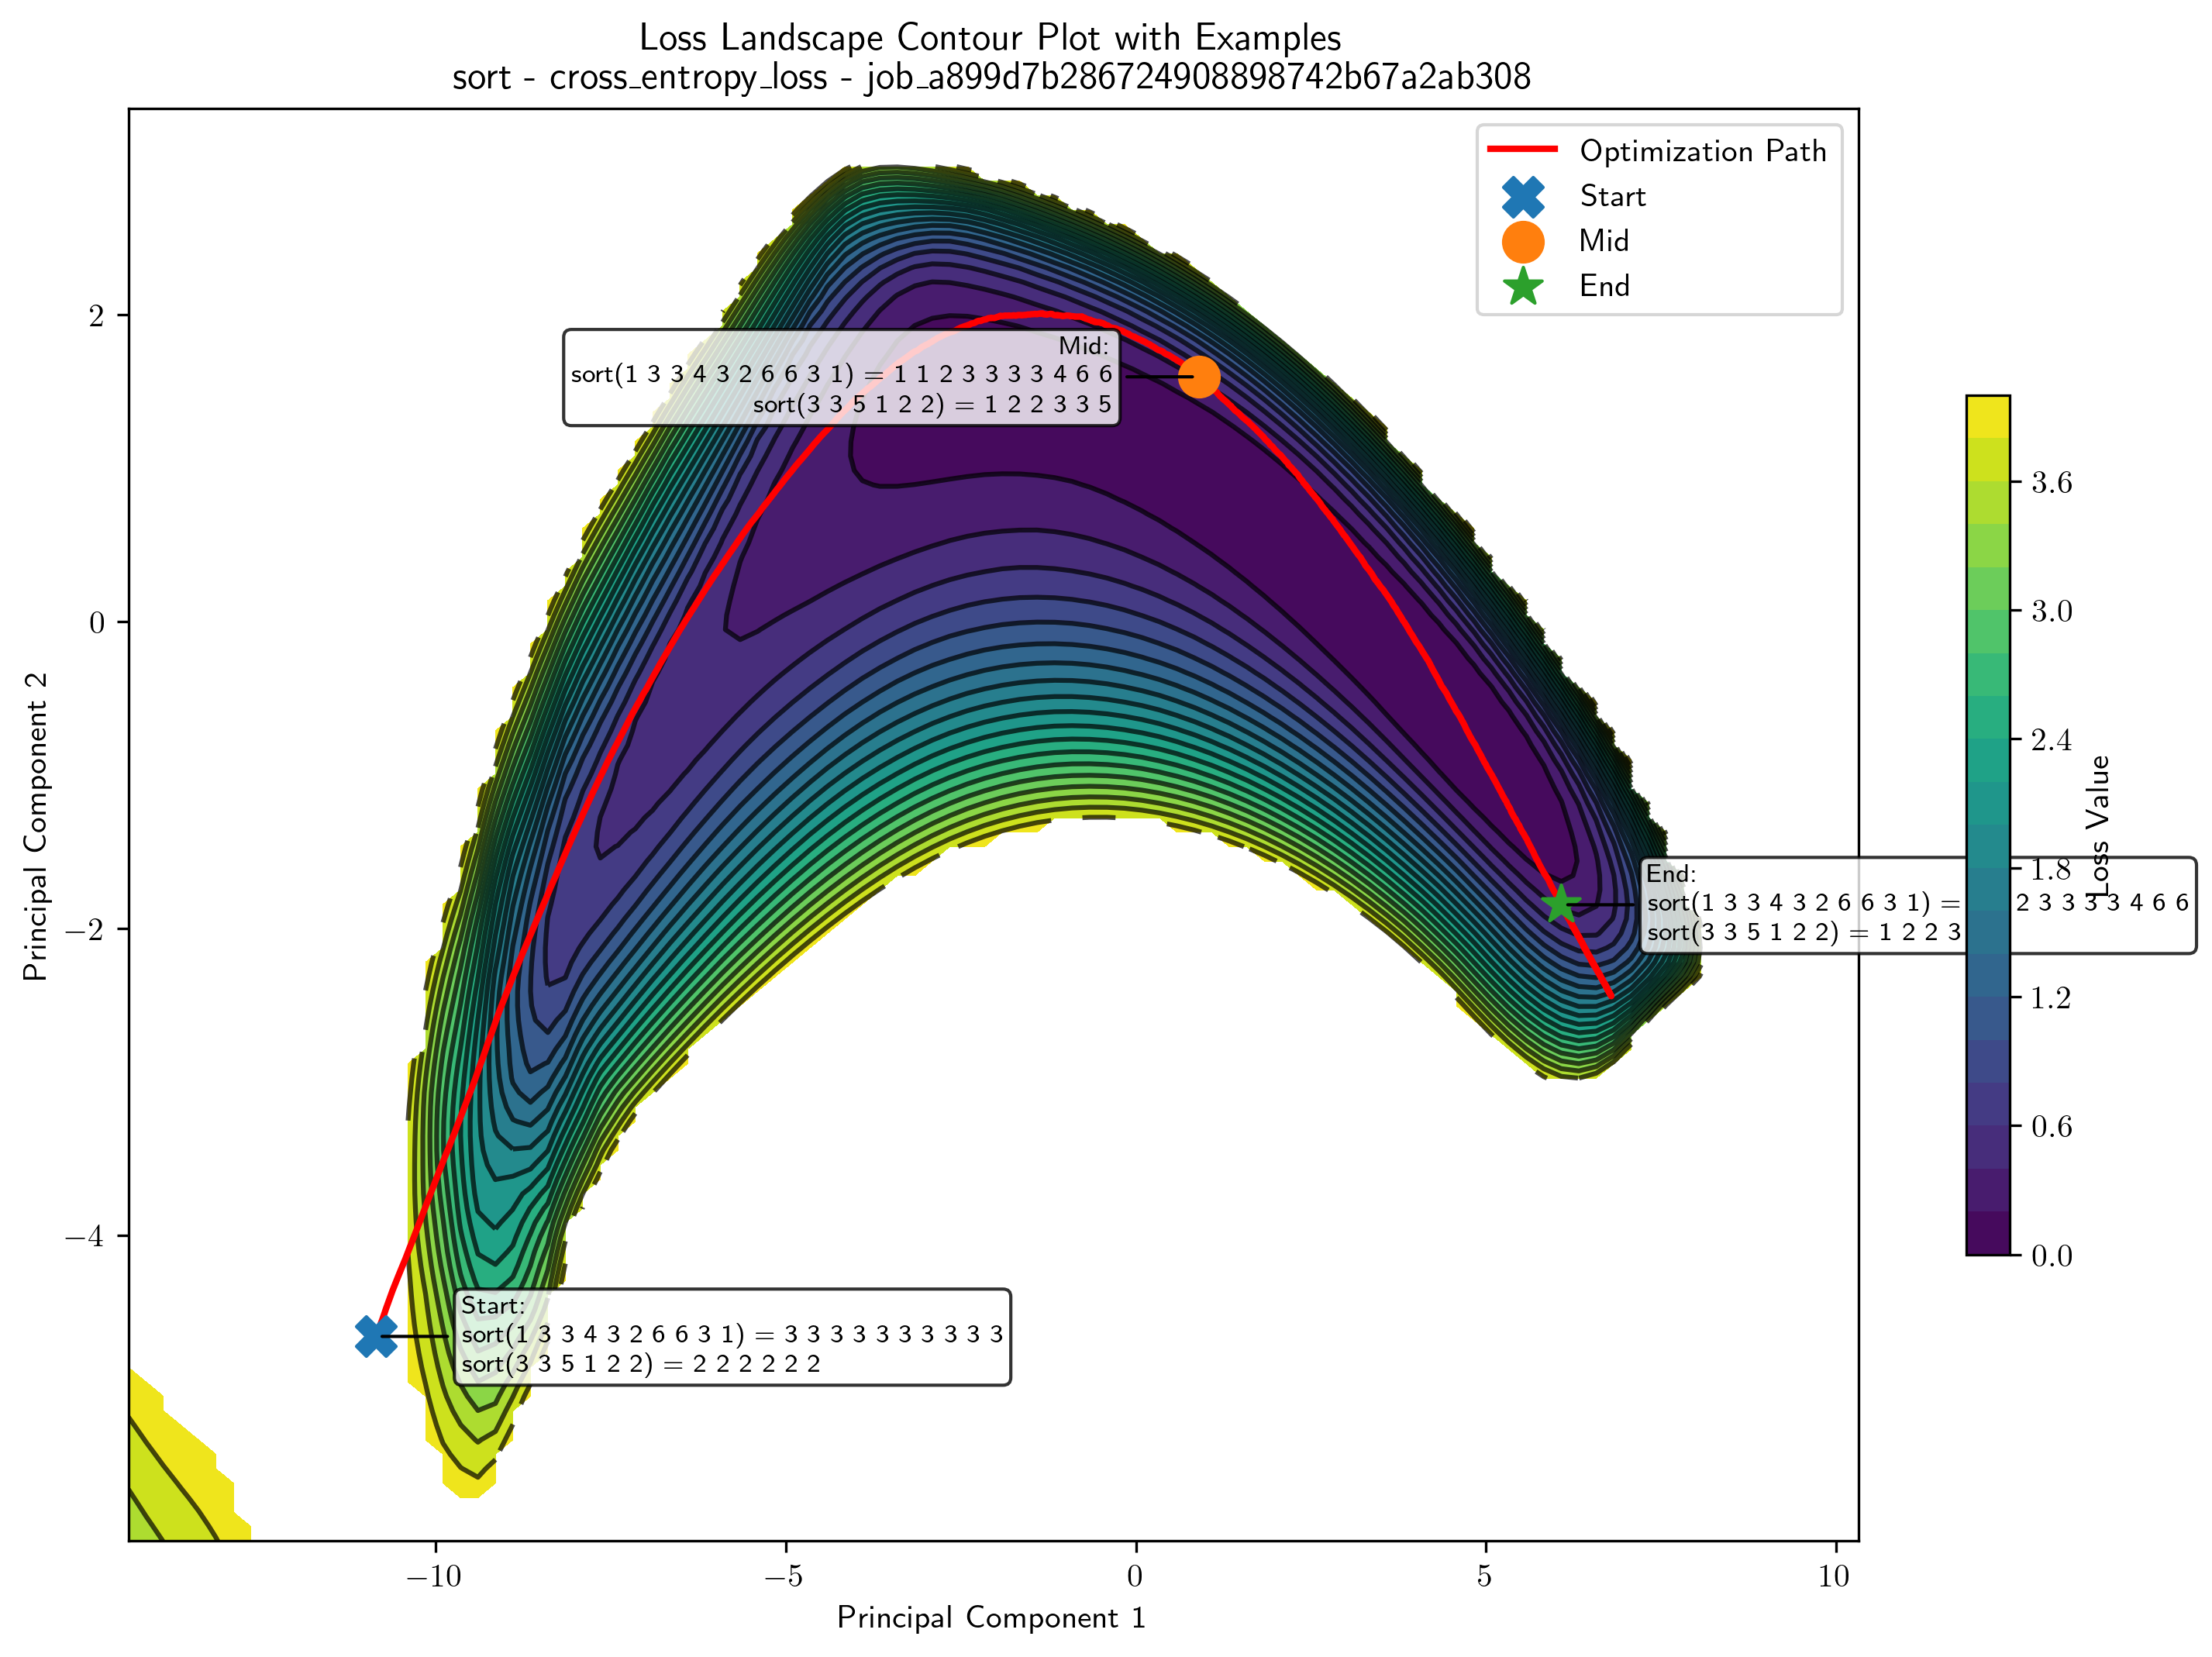 Loss Landscape Contour Plot with Examples
sort - cross_entropy_loss - job_a899d7b286724908898742b67a2ab308
Optimization Path
Start
Mid
End
Mid:
sort(1 3 3 4 3 2 6 6 3 1) = 1 1 2 3 3 3 3 4 6 6
sort(3 3 5 1 2 2) = 1 2 2 3 3 5
End:
sort(1 3 3 4 3 2 6 6 3 1) = 2 3 3 3 3 4 6 6
sort(3 3 5 1 2 2) = 1 2 2 3
Start:
sort(1 3 3 4 3 2 6 6 3 1) = 3 3 3 3 3 3 3 3 3 3
sort(3 3 5 1 2 2) = 2 2 2 2 2 2
2
0
−2
−4
Principal Component 2
−10
−5
0
5
10
Principal Component 1
3.6
3.0
2.4
1.8
1.2
0.6
0.0
Loss Value